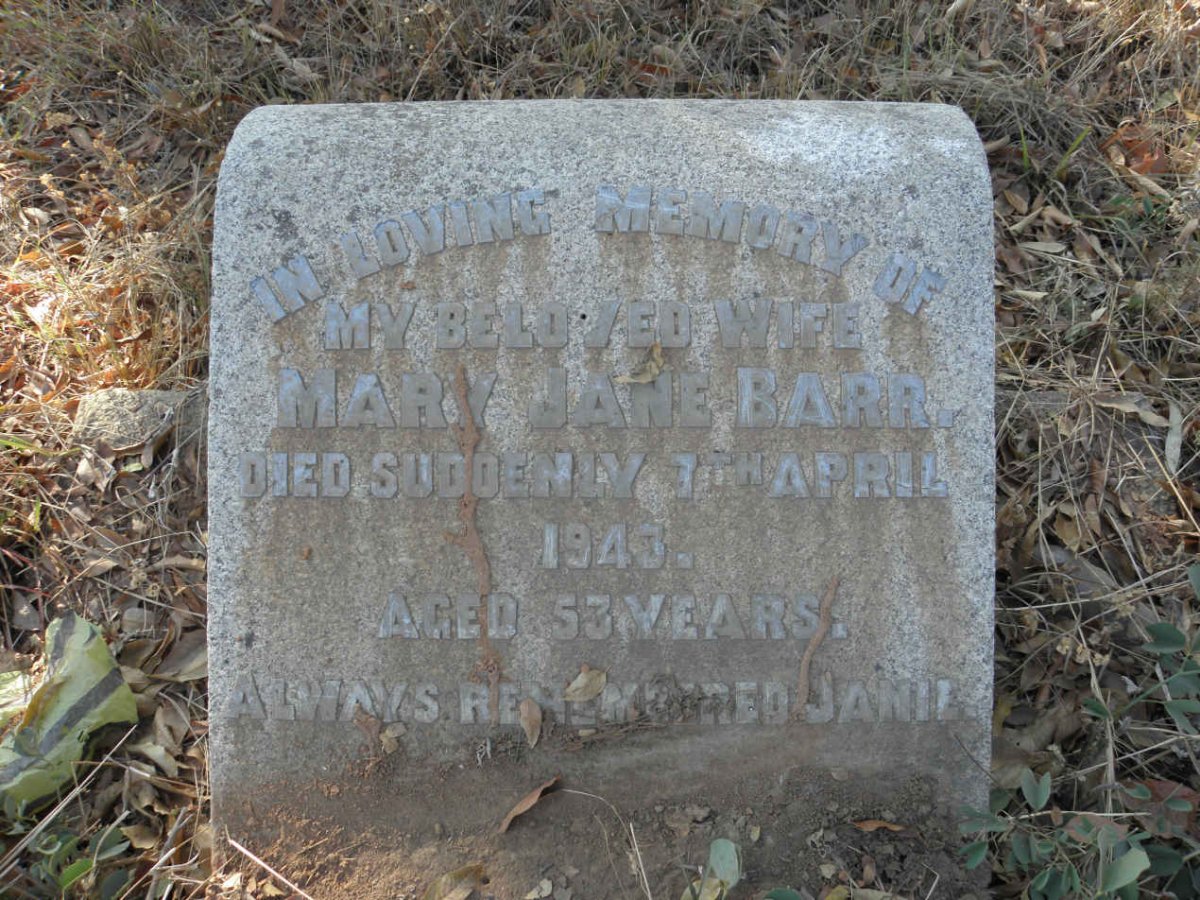 IN LOVING MEMORY OF
MY BELOVED WIFE
MARY JANE BARR.
DIED SUDDENLY 7TH APRIL
1943.
AGED 53 YEARS.
ALWAYS REMEMBERED